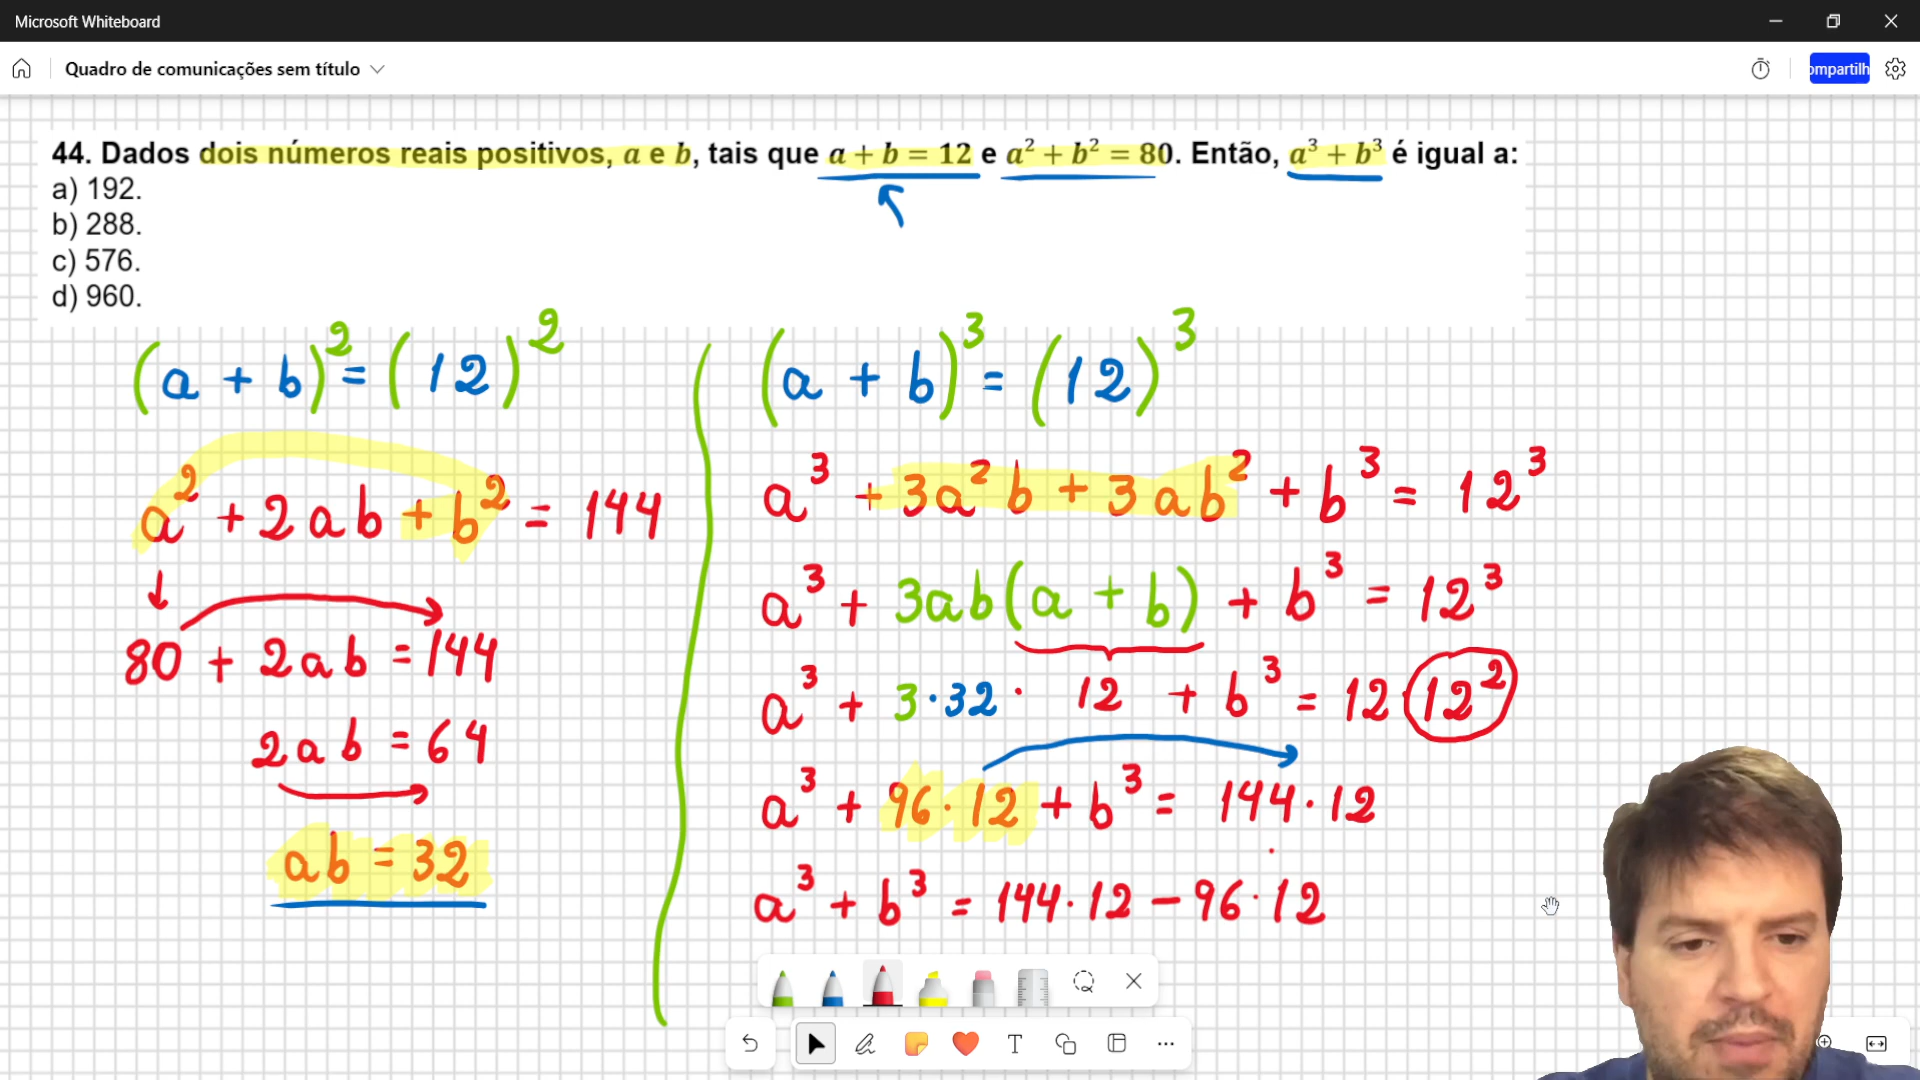 Microsoft Whiteboard
Quadro de comunicações sem título
ompartilh
44. Dados dois números reais positivos, a e b, tais que a + b = 12 e a² + b² = 80. Então, a³ + b³ é igual a:
a) 192.
b) 288.
c) 576.
d) 960.
(a + b)² = (12)²
a² + 2ab + b² = 144
80 + 2ab = 144
2ab = 64
ab = 32
(a + b)³ = (12)³
a³ + 3a²b + 3ab² + b³ = 12³
a³ + 3ab(a + b) + b³ = 12³
a³ + 3·32· 12 + b³ = 12·12²
a³ + 96·12 + b³ = 144·12
a³ + b³ = 144·12 − 96·12